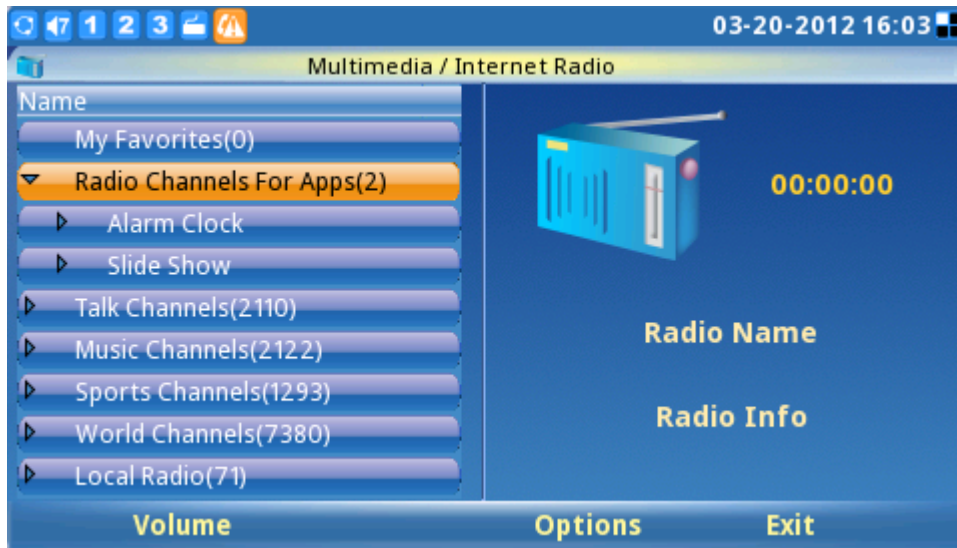 1 2 3 03-20-2012 16:03
Multimedia / Internet Radio
Name
My Favorites(0)
Radio Channels For Apps(2)
Alarm Clock
Slide Show
Talk Channels(2110)
Music Channels(2122)
Sports Channels(1293)
World Channels(7380)
Local Radio(71)
00:00:00
Radio Name
Radio Info
Volume Options Exit